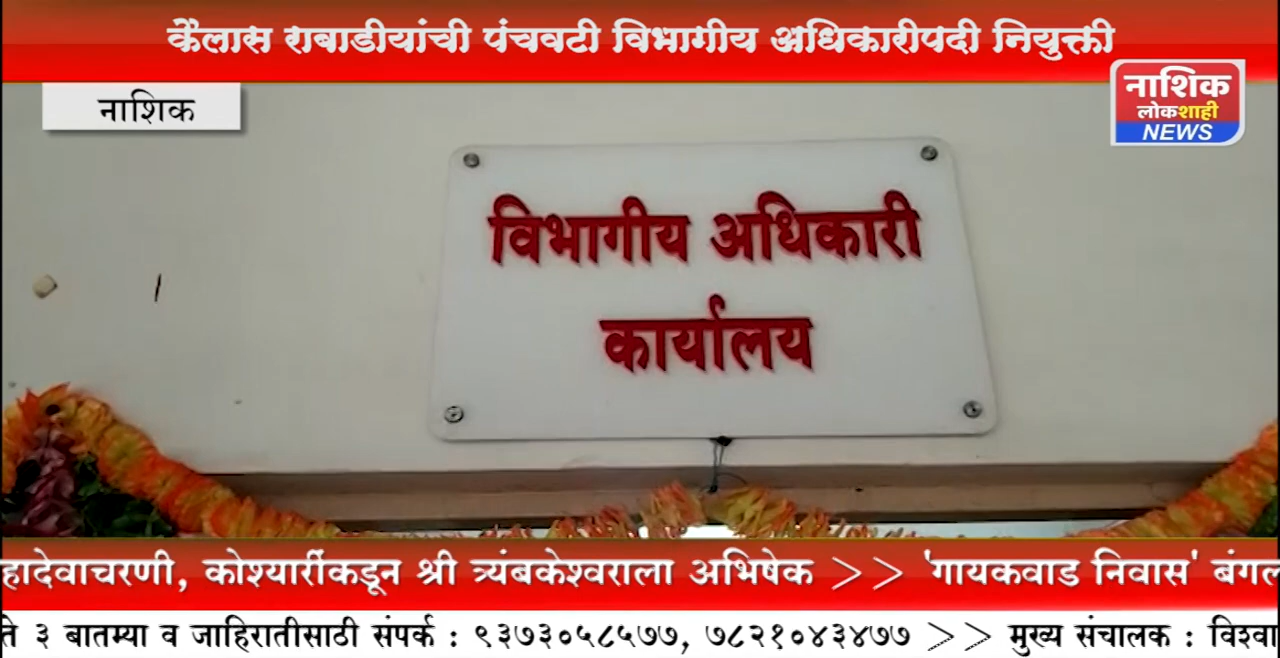 कैलास राबाडीयांची पंचवटी विभागीय अधिकारीपदी नियुक्ती
नाशिक
नाशिक
लोकशाही
NEWS
विभागीय अधिकारी
कार्यालय
हादेवाचरणी, कोश्यारींकडून श्री त्र्यंबकेश्वराला अभिषेक >> 'गायकवाड निवास' बंगल
ते ३ बातम्या व जाहिरातीसाठी संपर्क : ९३७३०५८५७७, ७८२१०४३४७७ >> मुख्य संचालक : विश्वा